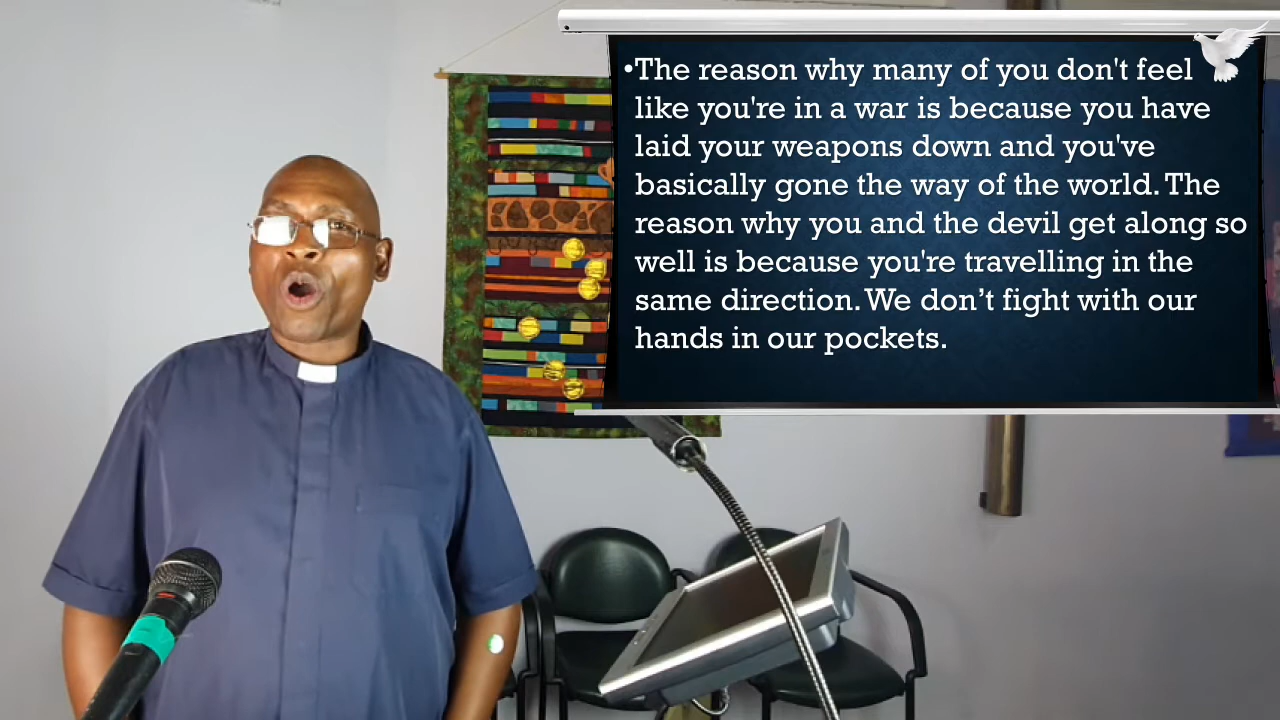 •The reason why many of you don't feel
like you're in a war is because you have
laid your weapons down and you've
basically gone the way of the world. The
reason why you and the devil get along so
well is because you're travelling in the
same direction. We don’t fight with our
hands in our pockets.